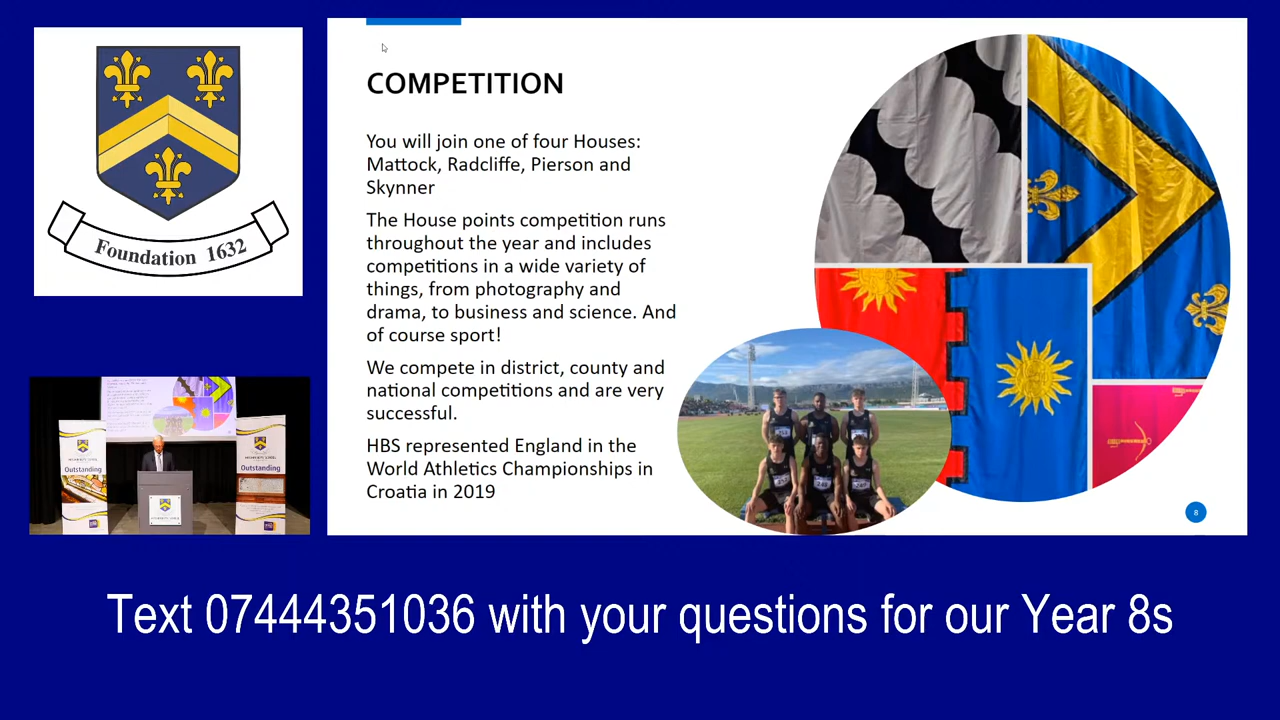 Foundation 1632
COMPETITION
You will join one of four Houses:
Mattock, Radcliffe, Pierson and
Skynner
The House points competition runs
throughout the year and includes
competitions in a wide variety of
things, from photography and
drama, to business and science. And
of course sport!
We compete in district, county and
national competitions and are very
successful.
HBS represented England in the
World Athletics Championships in
Croatia in 2019
8
Outstanding
Outstanding
Text 07444351036 with your questions for our Year 8s